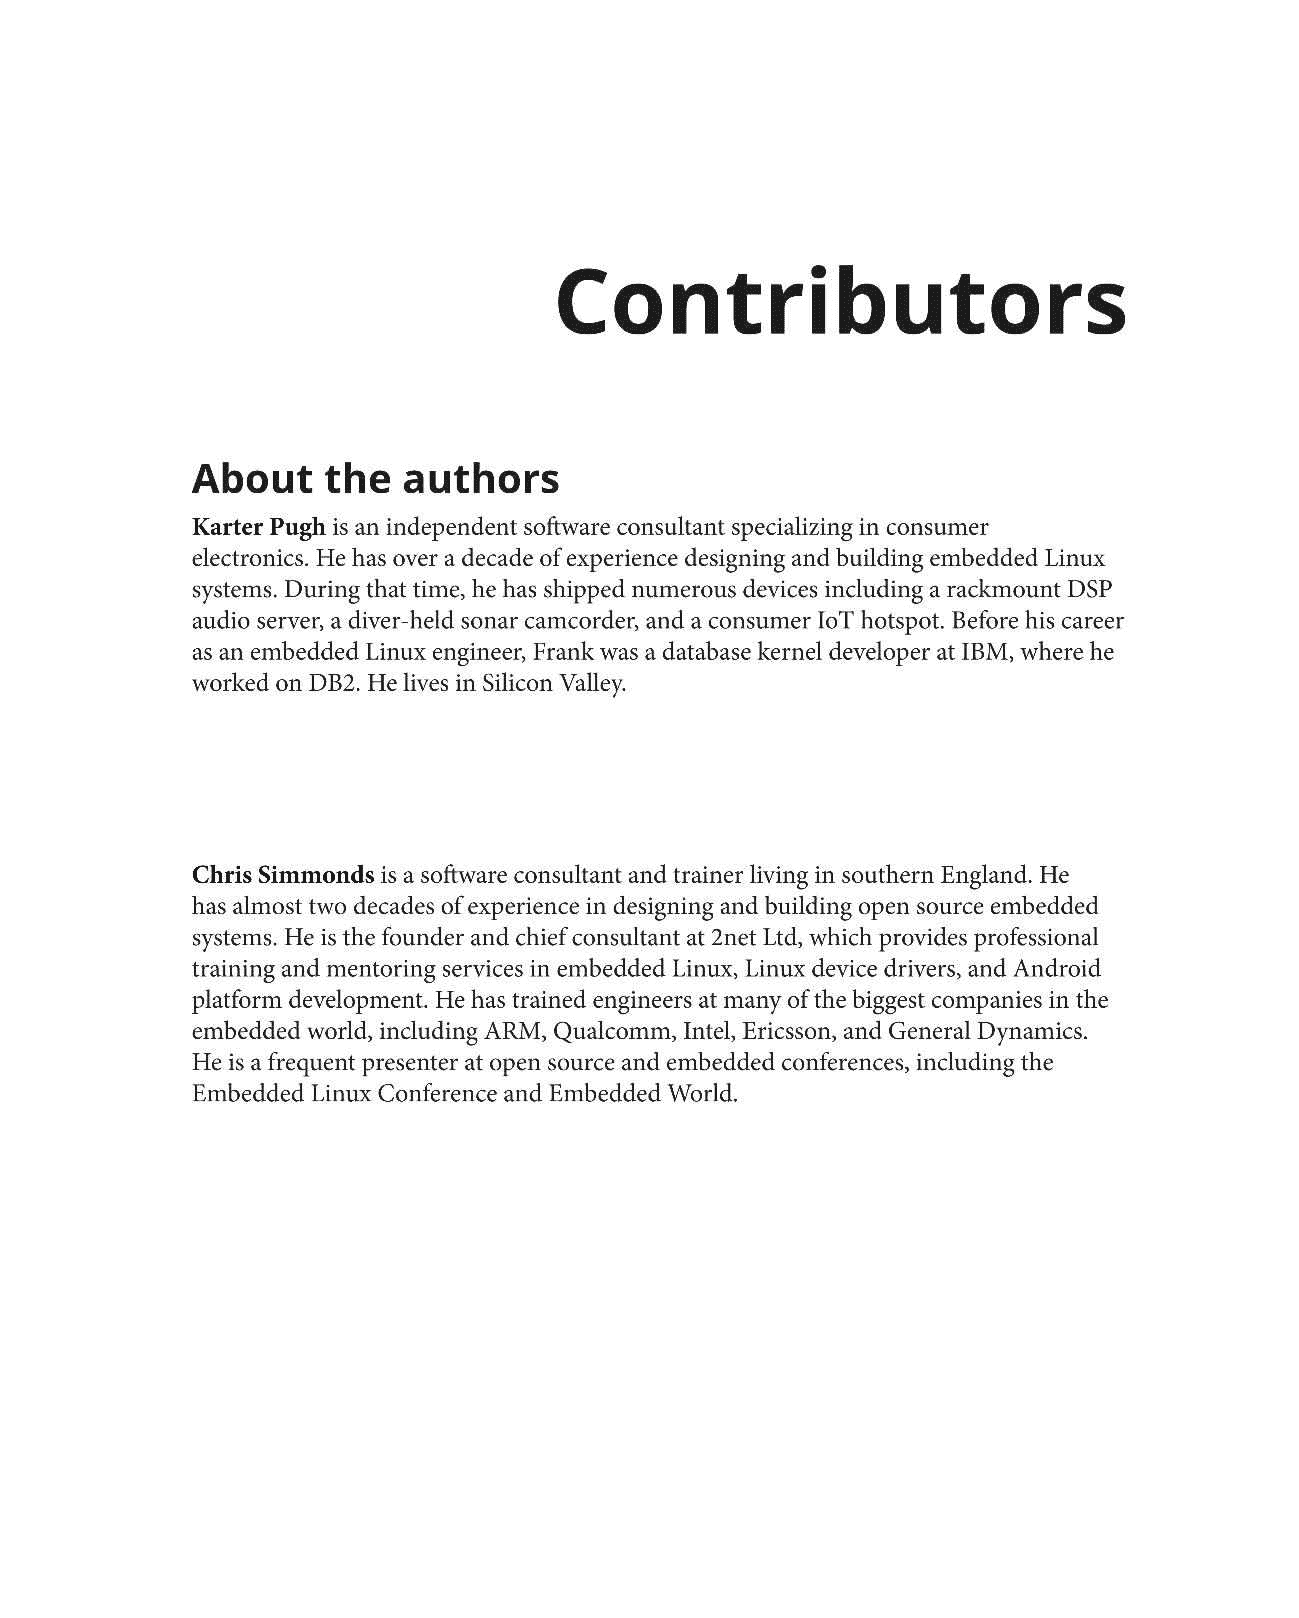 Contributors
About the authors
Karter Pugh is an independent software consultant specializing in consumer
electronics. He has over a decade of experience designing and building embedded Linux
systems. During that time, he has shipped numerous devices including a rackmount DSP
audio server, a diver-held sonar camcorder, and a consumer IoT hotspot. Before his career
as an embedded Linux engineer, Frank was a database kernel developer at IBM, where he
worked on DB2. He lives in Silicon Valley.
Chris Simmonds is a software consultant and trainer living in southern England. He
has almost two decades of experience in designing and building open source embedded
systems. He is the founder and chief consultant at 2net Ltd, which provides professional
training and mentoring services in embedded Linux, Linux device drivers, and Android
platform development. He has trained engineers at many of the biggest companies in the
embedded world, including ARM, Qualcomm, Intel, Ericsson, and General Dynamics.
He is a frequent presenter at open source and embedded conferences, including the
Embedded Linux Conference and Embedded World.